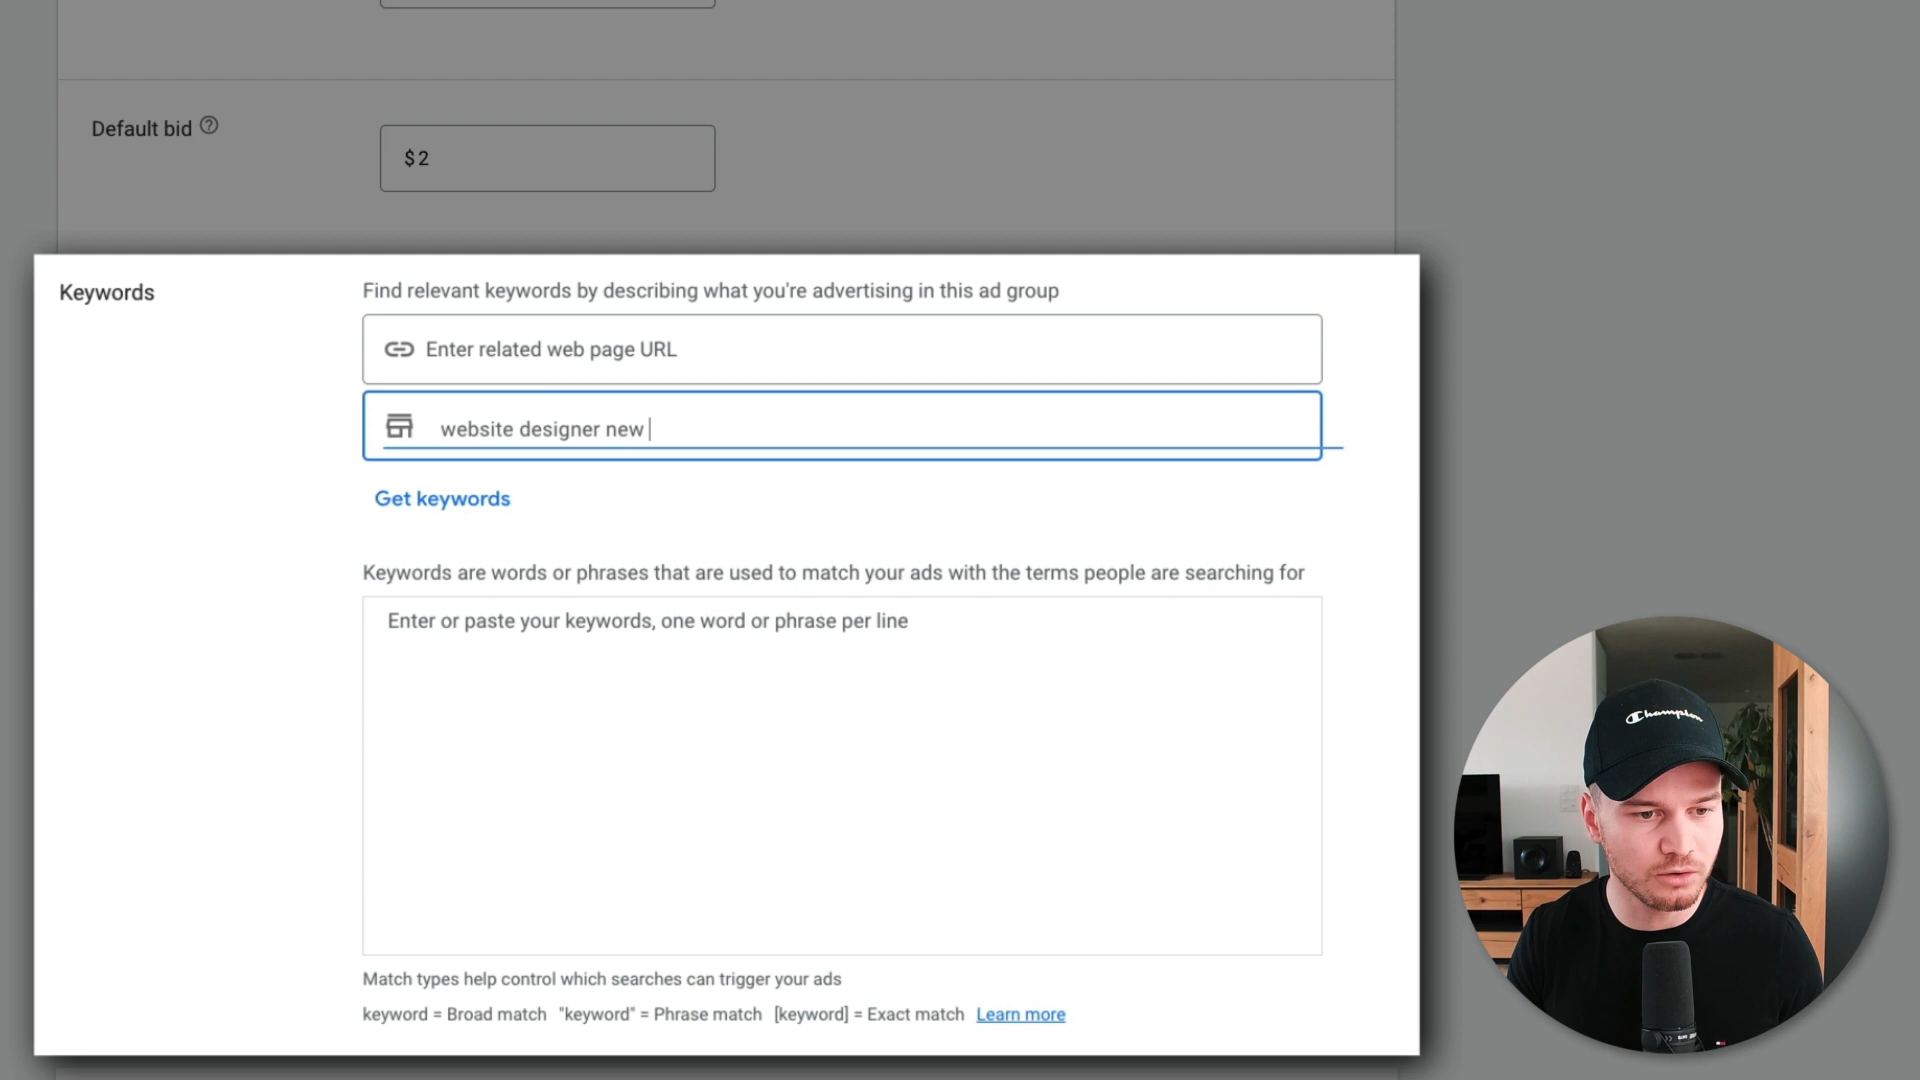 Default bid
$2
Keywords
Find relevant keywords by describing what you're advertising in this ad group
Enter related web page URL
website designer new
Get keywords
Keywords are words or phrases that are used to match your ads with the terms people are searching for
Enter or paste your keywords, one word or phrase per line
Match types help control which searches can trigger your ads
keyword = Broad match "keyword" = Phrase match [keyword] = Exact match Learn more
Champion